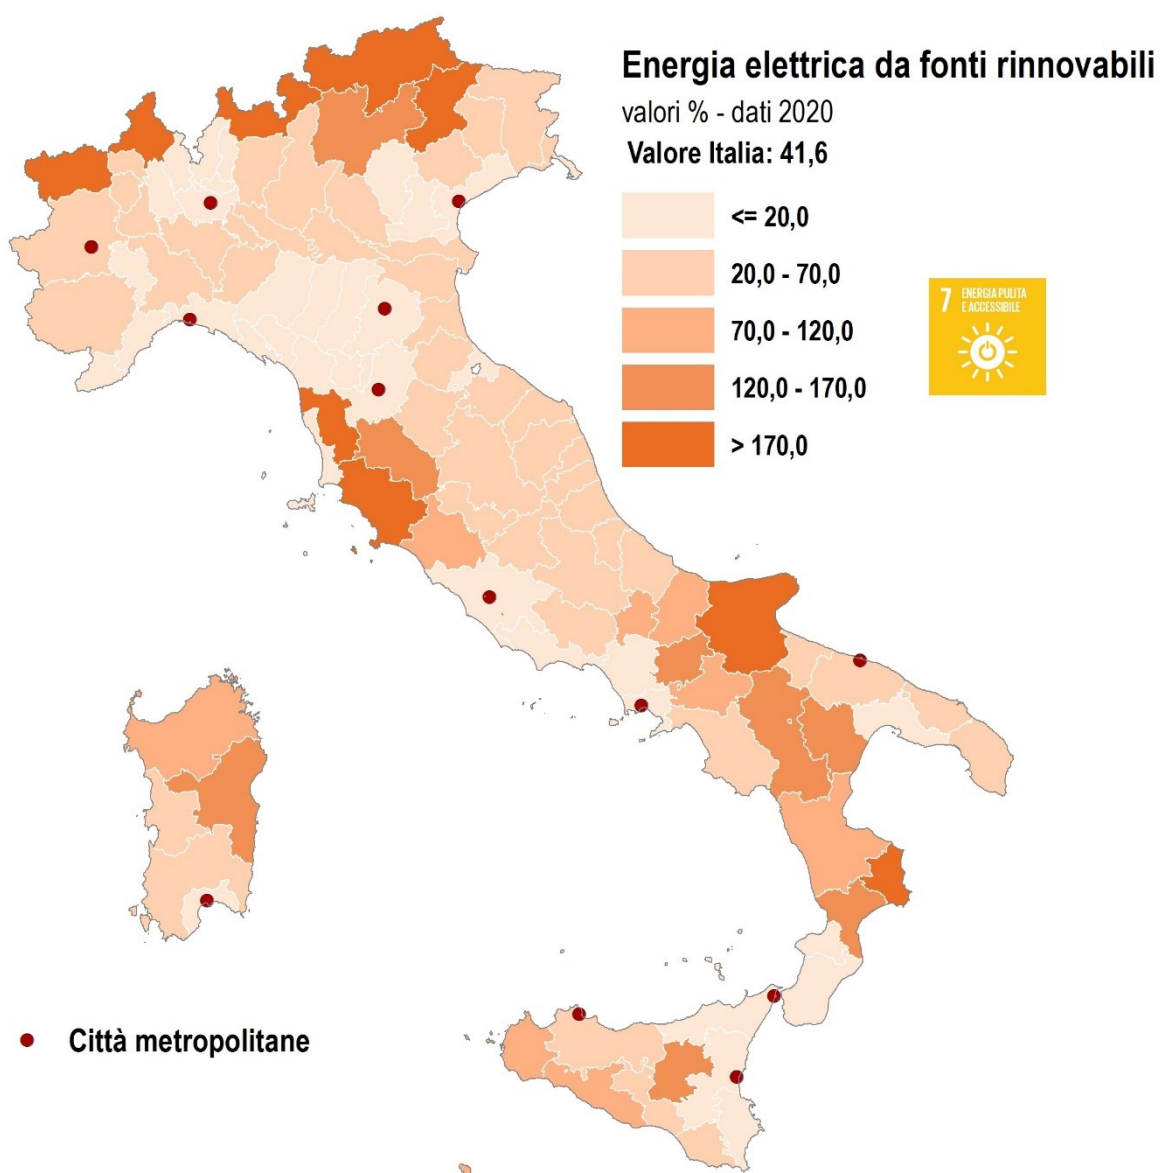 Energia elettrica da fonti rinnovabili
valori % - dati 2020
Valore Italia: 41,6
<= 20,0
20,0 - 70,0
70,0 - 120,0
120,0 - 170,0
> 170,0
7 ENERGIA PULITA
E ACCESSIBILE
Città metropolitane